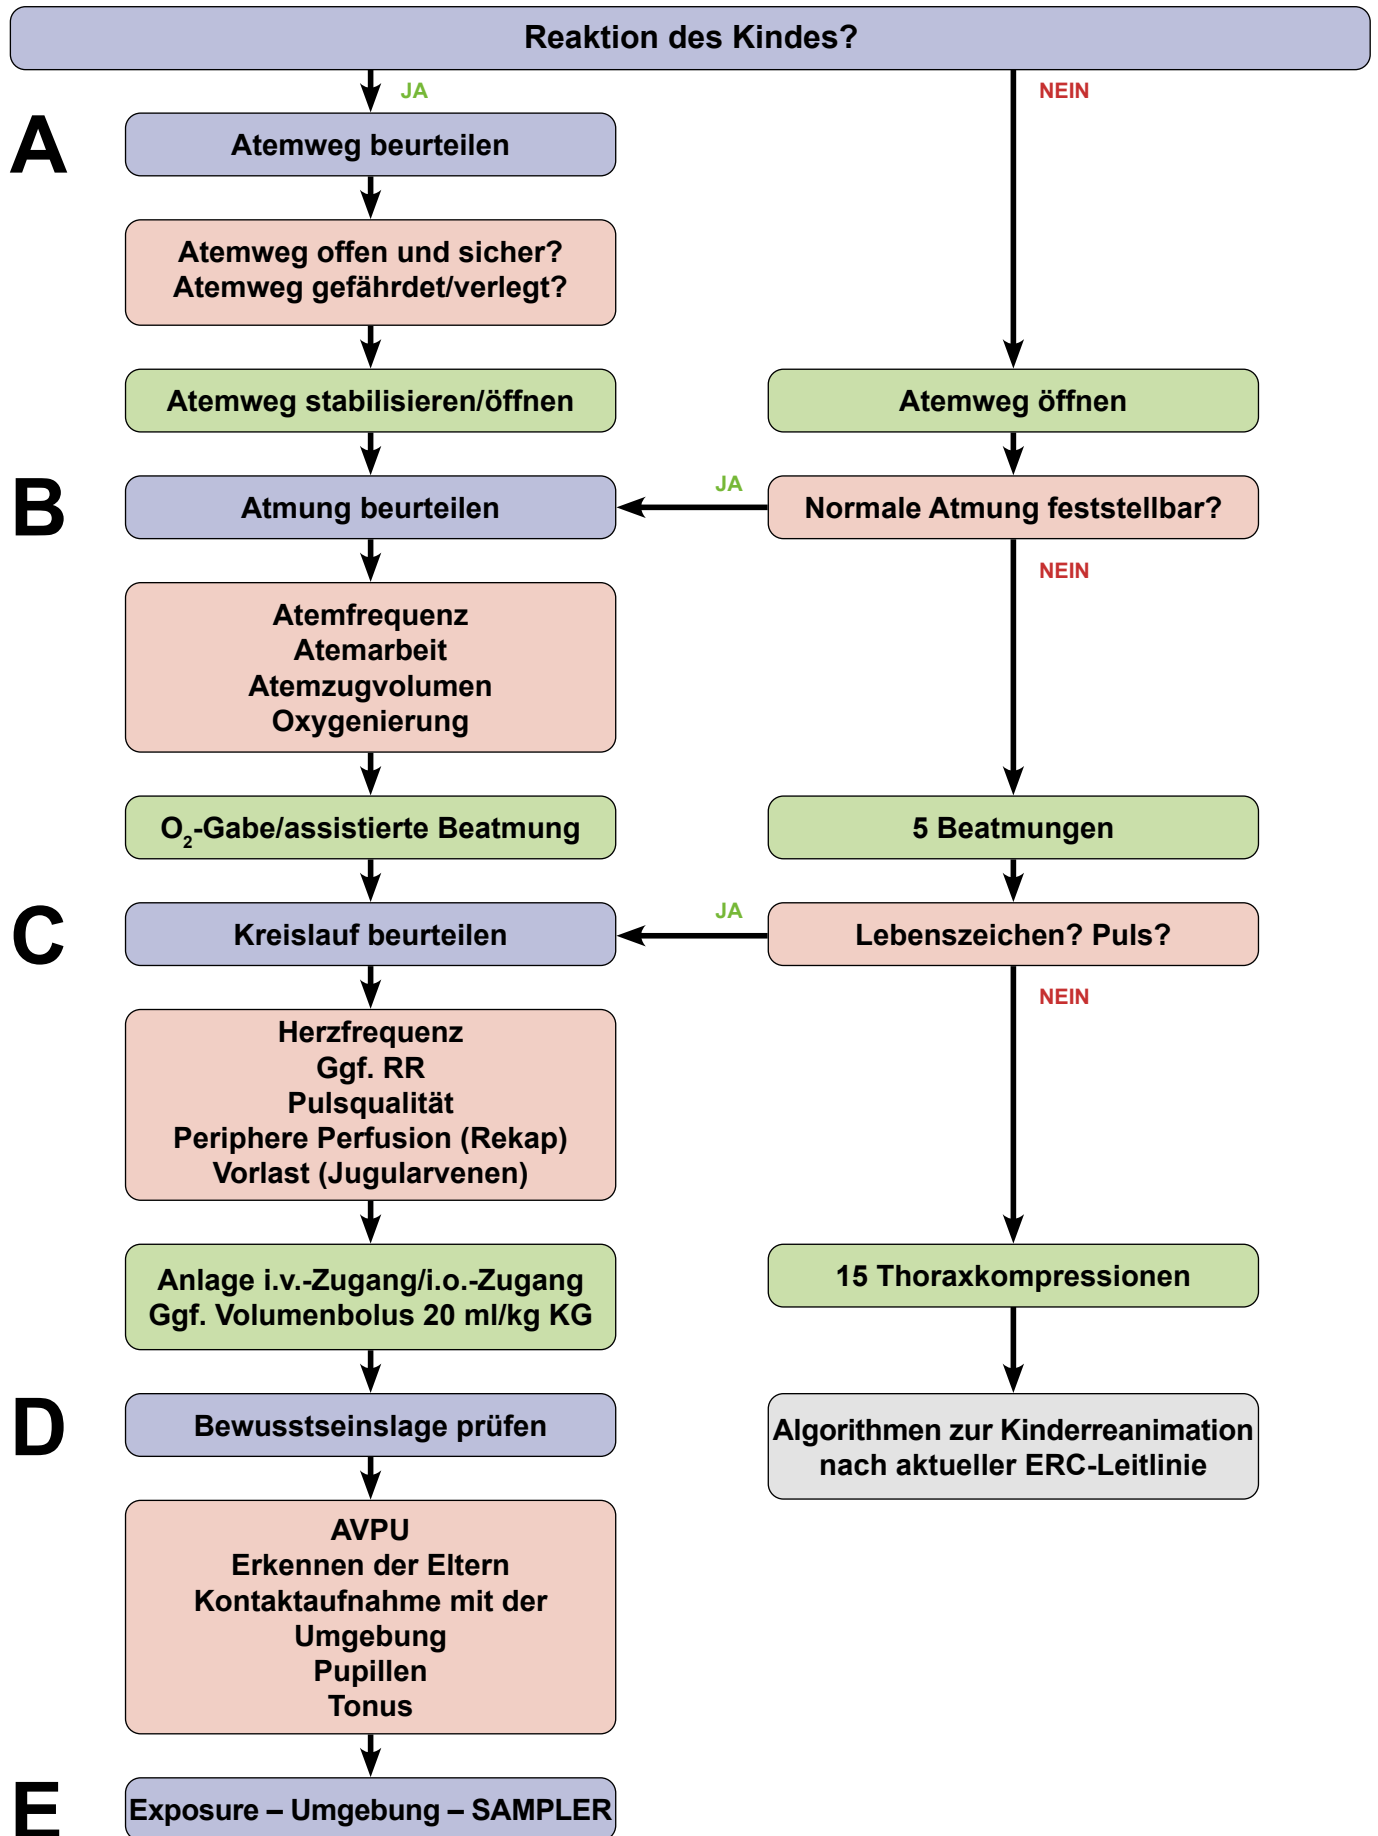 Reaktion des Kindes?
JA
NEIN
A
Atemweg beurteilen
Atemweg offen und sicher?
Atemweg gefährdet/verlegt?
Atemweg stabilisieren/öffnen
Atemweg öffnen
B
Atmung beurteilen
JA
Normale Atmung feststellbar?
NEIN
Atemfrequenz
Atemarbeit
Atemzugvolumen
Oxygenierung
O₂-Gabe/assistierte Beatmung
5 Beatmungen
C
Kreislauf beurteilen
JA
Lebenszeichen? Puls?
NEIN
Herzfrequenz
Ggf. RR
Pulsqualität
Periphere Perfusion (Rekap)
Vorlast (Jugularvenen)
Anlage i.v.-Zugang/i.o.-Zugang
Ggf. Volumenbolus 20 ml/kg KG
15 Thoraxkompressionen
D
Bewusstseinslage prüfen
Algorithmen zur Kinderreanimation
nach aktueller ERC-Leitlinie
AVPU
Erkennen der Eltern
Kontaktaufnahme mit der
Umgebung
Pupillen
Tonus
E
Exposure – Umgebung – SAMPLER